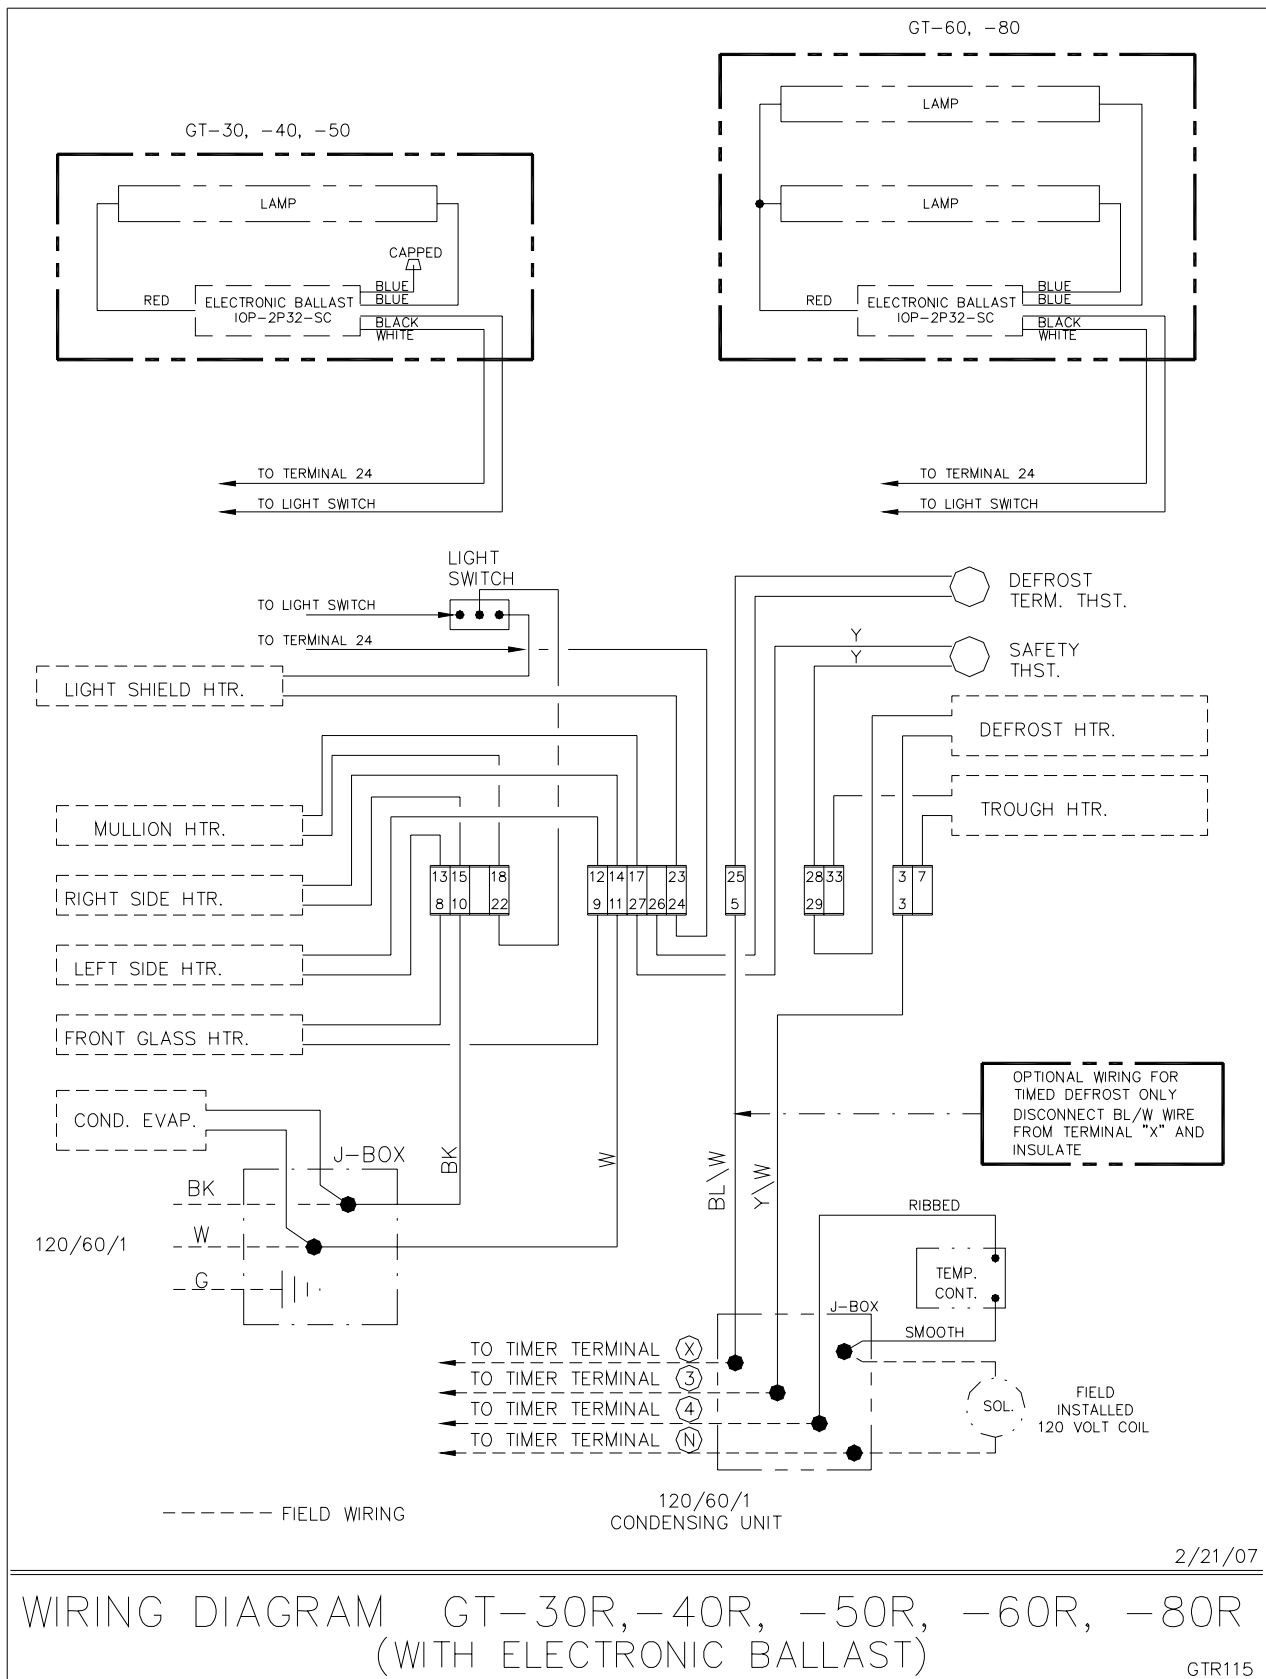 GT-60, -80
LAMP
LAMP
BLUE
BLUE
RED
ELECTRONIC BALLAST
IOP-2P32-SC
BLACK
WHITE
TO TERMINAL 24
TO LIGHT SWITCH
GT-30, -40, -50
LAMP
CAPPED
BLUE
BLUE
RED
ELECTRONIC BALLAST
IOP-2P32-SC
BLACK
WHITE
TO TERMINAL 24
TO LIGHT SWITCH
LIGHT
SWITCH
TO LIGHT SWITCH
TO TERMINAL 24
LIGHT SHIELD HTR.
DEFROST
TERM. THST.
Y
Y
SAFETY
THST.
DEFROST HTR.
TROUGH HTR.
MULLION HTR.
RIGHT SIDE HTR.
LEFT SIDE HTR.
FRONT GLASS HTR.
COND. EVAP.
13 15 18
8 10 22
12 14 17 23
9 11 27 26 24
25
5
28 33
29
3 7
3
OPTIONAL WIRING FOR
TIMED DEFROST ONLY
DISCONNECT BL/W WIRE
FROM TERMINAL "X" AND
INSULATE
J-BOX
BK
W
BL\W
Y\W
BK
W
120/60/1
G
RIBBED
TEMP.
CONT.
J-BOX
SMOOTH
TO TIMER TERMINAL X
TO TIMER TERMINAL 3
TO TIMER TERMINAL 4
TO TIMER TERMINAL N
SOL.
FIELD
INSTALLED
120 VOLT COIL
FIELD WIRING
120/60/1
CONDENSING UNIT
2/21/07
WIRING DIAGRAM GT-30R,-40R, -50R, -60R, -80R
(WITH ELECTRONIC BALLAST)
GTR115